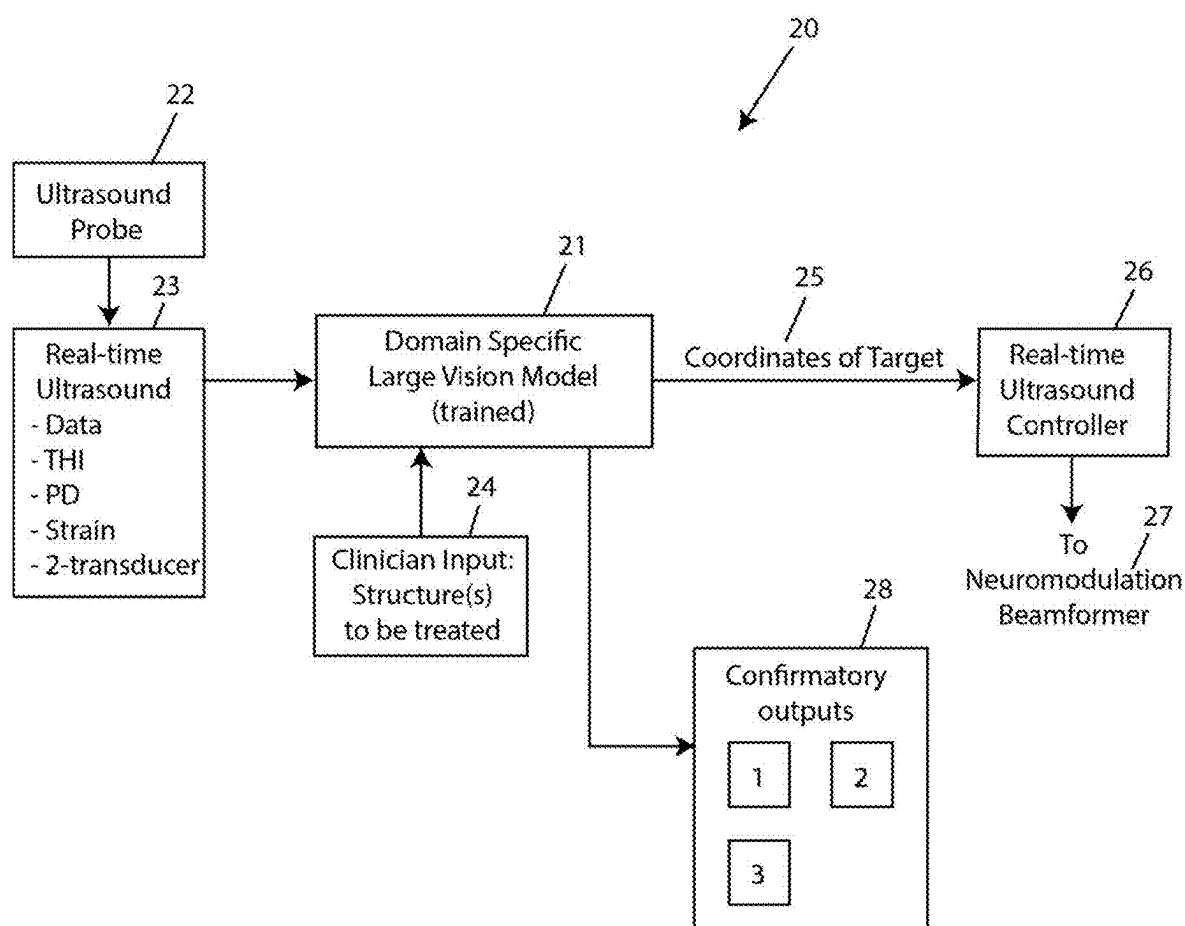 20
22
Ultrasound
Probe
23
Real-time
Ultrasound
- Data
- THI
- PD
- Strain
- 2-transducer
21
Domain Specific
Large Vision Model
(trained)
24
Clinician Input:
Structure(s)
to be treated
25
Coordinates of Target
26
Real-time
Ultrasound
Controller
To
27
Neuromodulation
Beamformer
28
Confirmatory
outputs
1
2
3